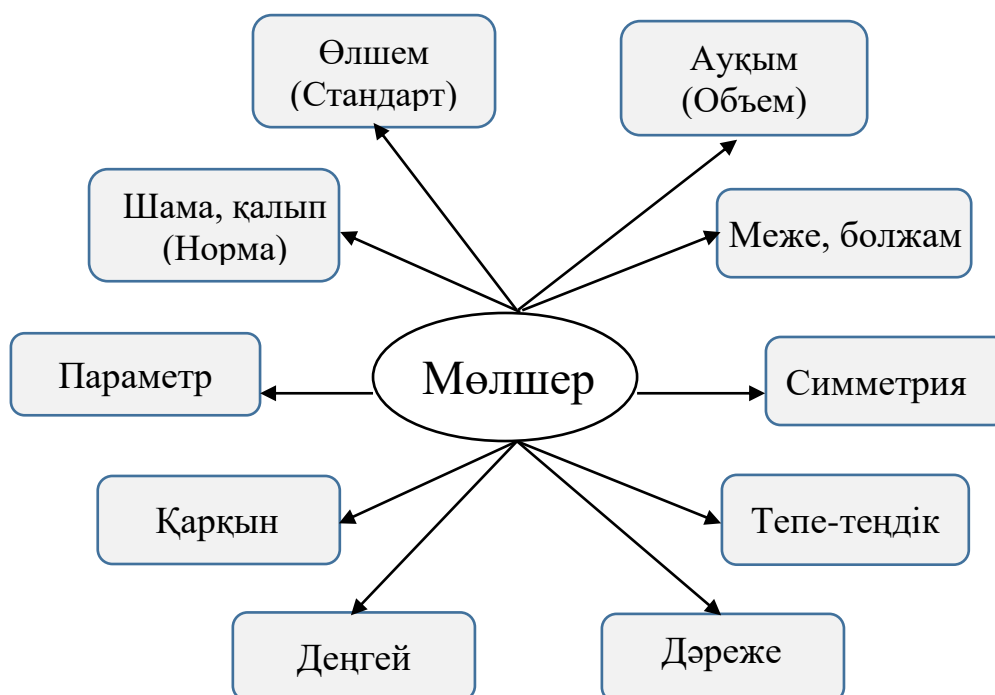 Өлшем
(Стандарт)
Ауқым
(Объем)
Шама, қалып
(Норма)
Меже, болжам
Параметр
Мөлшер
Симметрия
Қарқын
Тепе-теңдік
Деңгей
Дәреже